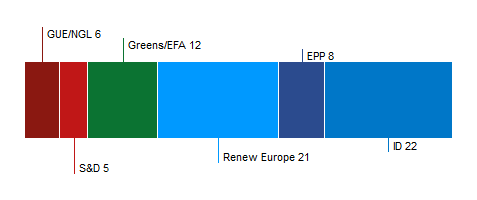 GUE/NGL 6
Greens/EFA 12
EPP 8
S&D 5
Renew Europe 21
ID 22